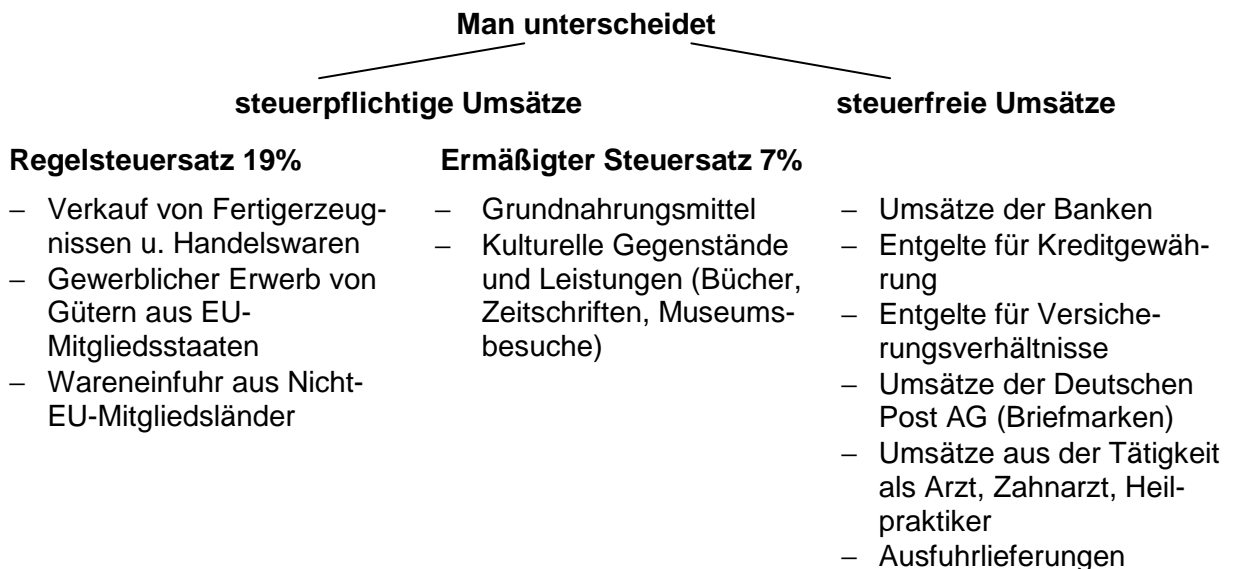 Man unterscheidet
steuerpflichtige Umsätze
steuerfreie Umsätze
Regelsteuersatz 19%
– Verkauf von Fertigerzeug-
nissen u. Handelswaren
– Gewerblicher Erwerb von
Gütern aus EU-
Mitgliedsstaaten
– Wareneinfuhr aus Nicht-
EU-Mitgliedsländer
Ermäßigter Steuersatz 7%
– Grundnahrungsmittel
– Kulturelle Gegenstände
und Leistungen (Bücher,
Zeitschriften, Museums-
besuche)
– Umsätze der Banken
– Entgelte für Kreditgewäh-
rung
– Entgelte für Versiche-
rungsverhältnisse
– Umsätze der Deutschen
Post AG (Briefmarken)
– Umsätze aus der Tätigkeit
als Arzt, Zahnarzt, Heil-
praktiker
– Ausfuhrlieferungen